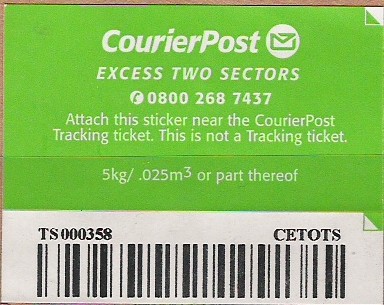 CourierPost
EXCESS TWO SECTORS
0800 268 7437
Attach this sticker near the CourierPost
Tracking ticket. This is not a Tracking ticket.
5kg/ .025m³ or part thereof
TS000358 CETOTS